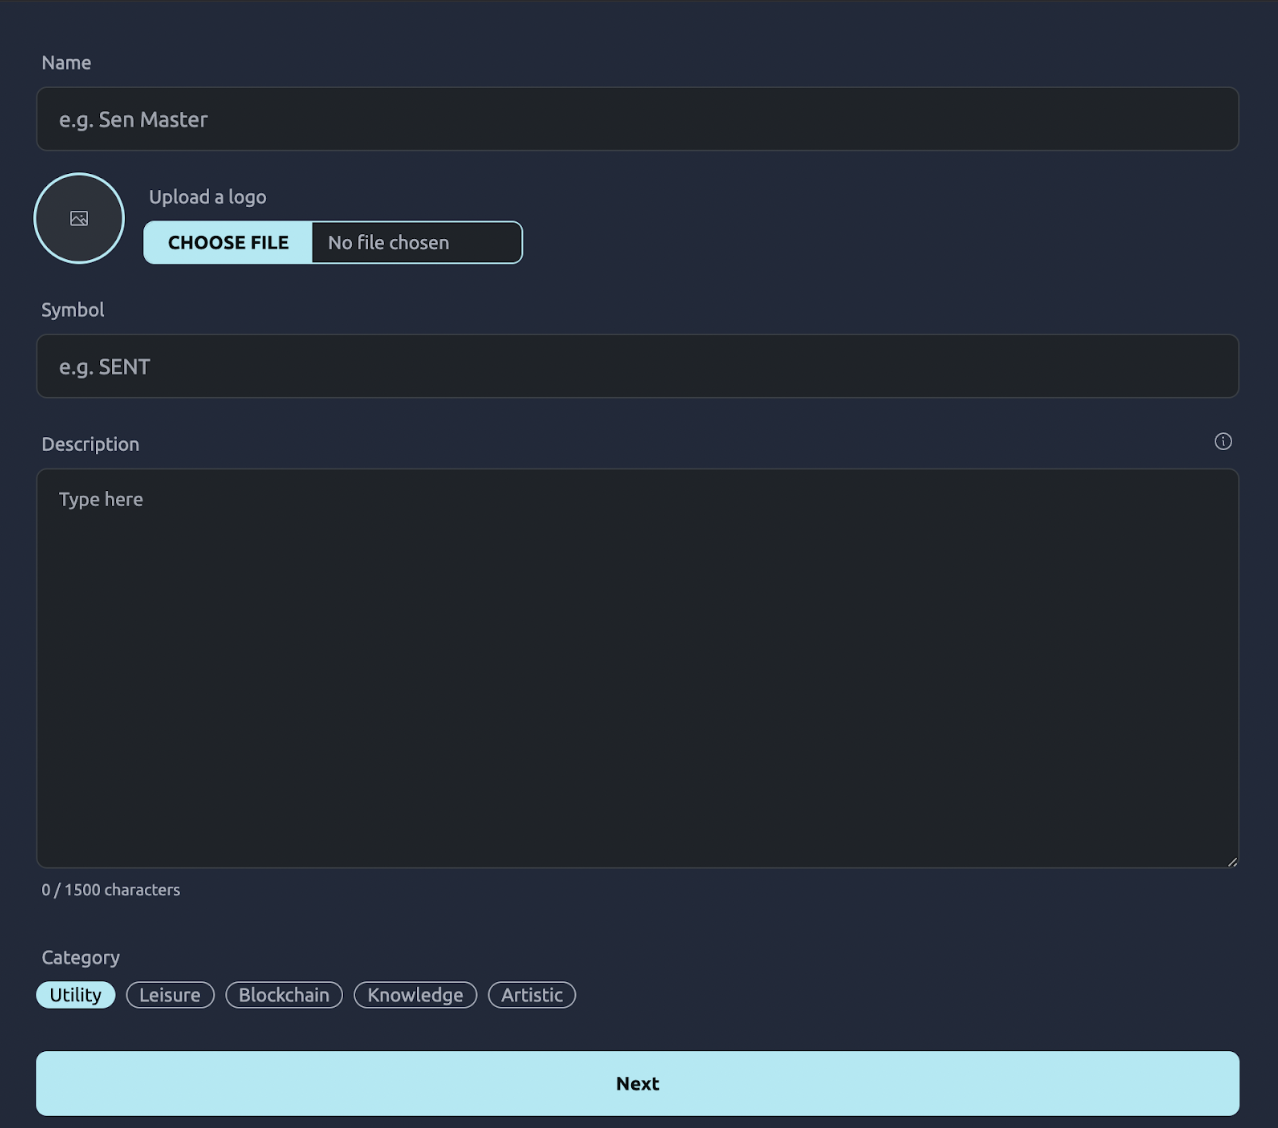 Name
e.g. Sen Master
Upload a logo
CHOOSE FILE No file chosen
Symbol
e.g. SENT
Description
Type here
0 / 1500 characters
Category
Utility Leisure Blockchain Knowledge Artistic
Next